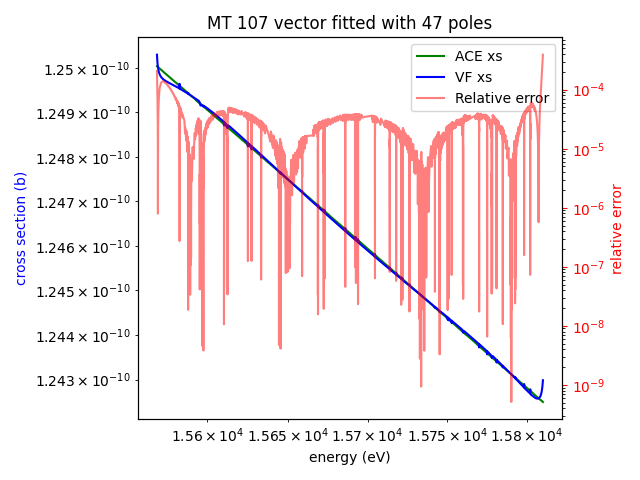 MT 107 vector fitted with 47 poles
ACE xs
VF xs
Relative error
1.25 × 10⁻¹⁰
1.249 × 10⁻¹⁰
1.248 × 10⁻¹⁰
1.247 × 10⁻¹⁰
1.246 × 10⁻¹⁰
1.245 × 10⁻¹⁰
1.244 × 10⁻¹⁰
1.243 × 10⁻¹⁰
cross section (b)
10⁻⁴
10⁻⁵
10⁻⁶
10⁻⁷
10⁻⁸
10⁻⁹
relative error
1.56 × 10⁴ 1.565 × 10⁴ 1.57 × 10⁴ 1.575 × 10⁴ 1.58 × 10⁴
energy (eV)